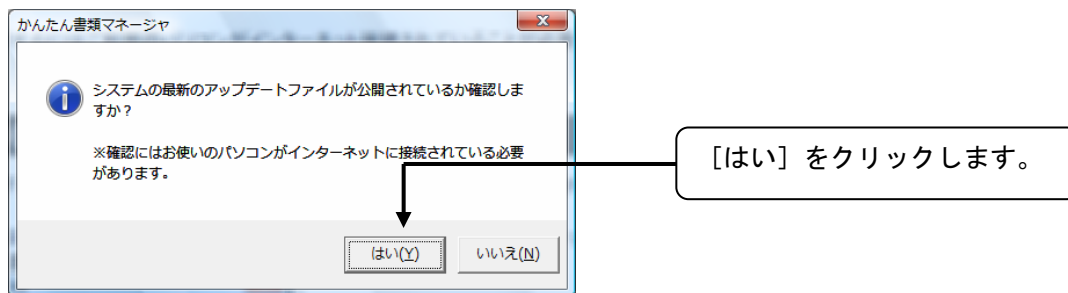 かんたん書類マネージャ
システムの最新のアップデートファイルが公開されているか確認しま
すか？
※確認にはお使いのパソコンがインターネットに接続されている必要
があります。
［はい］をクリックします。
はい(Y)
いいえ(N)